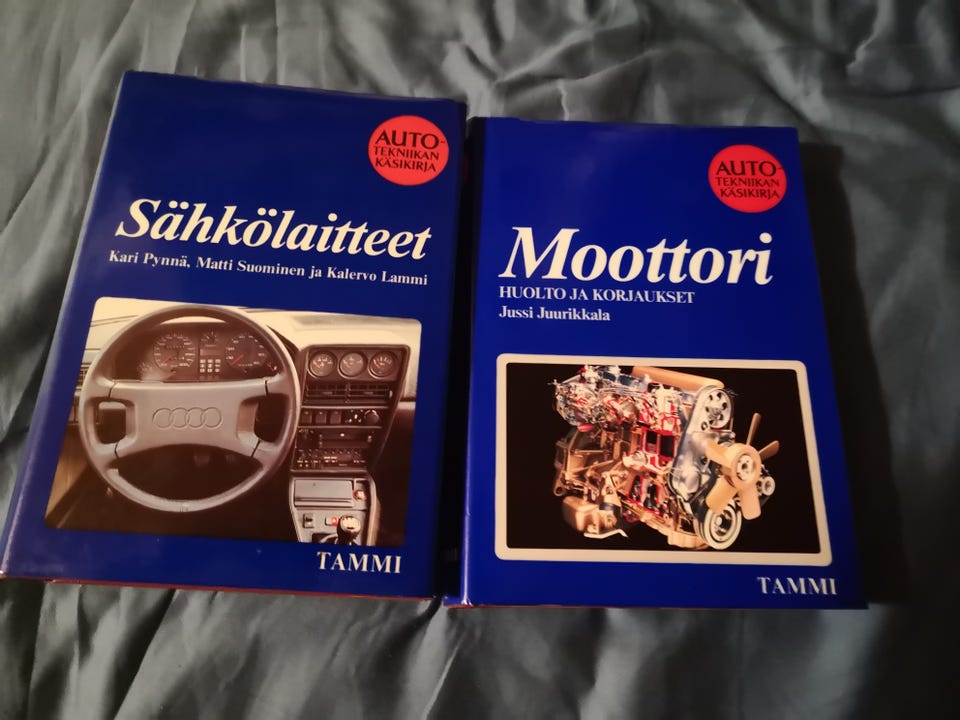 AUTO-
TEKNIIKAN
KÄSIKIRJA
Sähkölaitteet
Kari Pynnä, Matti Suominen ja Kalervo Lammi
TAMMI
AUTO-
TEKNIIKAN
KÄSIKIRJA
Moottori
HUOLTO JA KORJAUKSET
Jussi Juurikkala
TAMMI